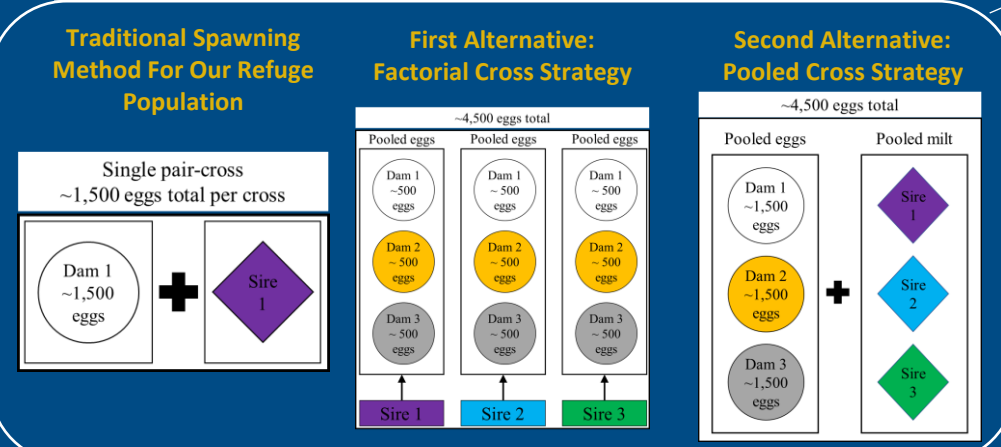 Traditional Spawning
Method For Our Refuge
Population
Single pair-cross
~1,500 eggs total per cross
Dam 1
~1,500
eggs
Sire
1
First Alternative:
Factorial Cross Strategy
~4,500 eggs total
Pooled eggs
Dam 1
~500
eggs
Dam 2
~ 500
eggs
Dam 3
~ 500
eggs
Sire 1
Pooled eggs
Dam 1
~ 500
eggs
Dam 2
~ 500
eggs
Dam 3
~ 500
eggs
Sire 2
Pooled eggs
Dam 1
~ 500
eggs
Dam 2
~ 500
eggs
Dam 3
~ 500
eggs
Sire 3
Second Alternative:
Pooled Cross Strategy
~4,500 eggs total
Pooled eggs
Dam 1
~1,500
eggs
Dam 2
~1,500
eggs
Dam 3
~1,500
eggs
Pooled milt
Sire
1
Sire
2
Sire
3